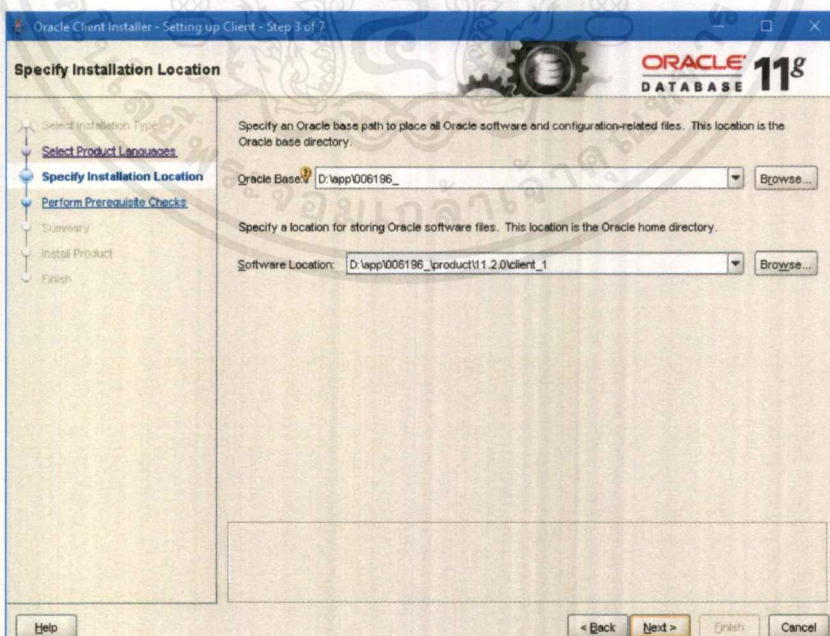 Oracle Client Installer - Setting up Client - Step 3 of 7
Specify Installation Location
ORACLE
DATABASE 11g
Select Installation Type
Select Product Languages
Specify Installation Location
Perform Prerequisite Checks
Summary
Install Product
Finish
Specify an Oracle base path to place all Oracle software and configuration-related files. This location is the
Oracle base directory.
Oracle Base: D:\app\006196_ Browse...
Specify a location for storing Oracle software files. This location is the Oracle home directory.
Software Location: D:\app\006196_\product\11.2.0\client_1 Browse...
Help < Back Next > Finish Cancel